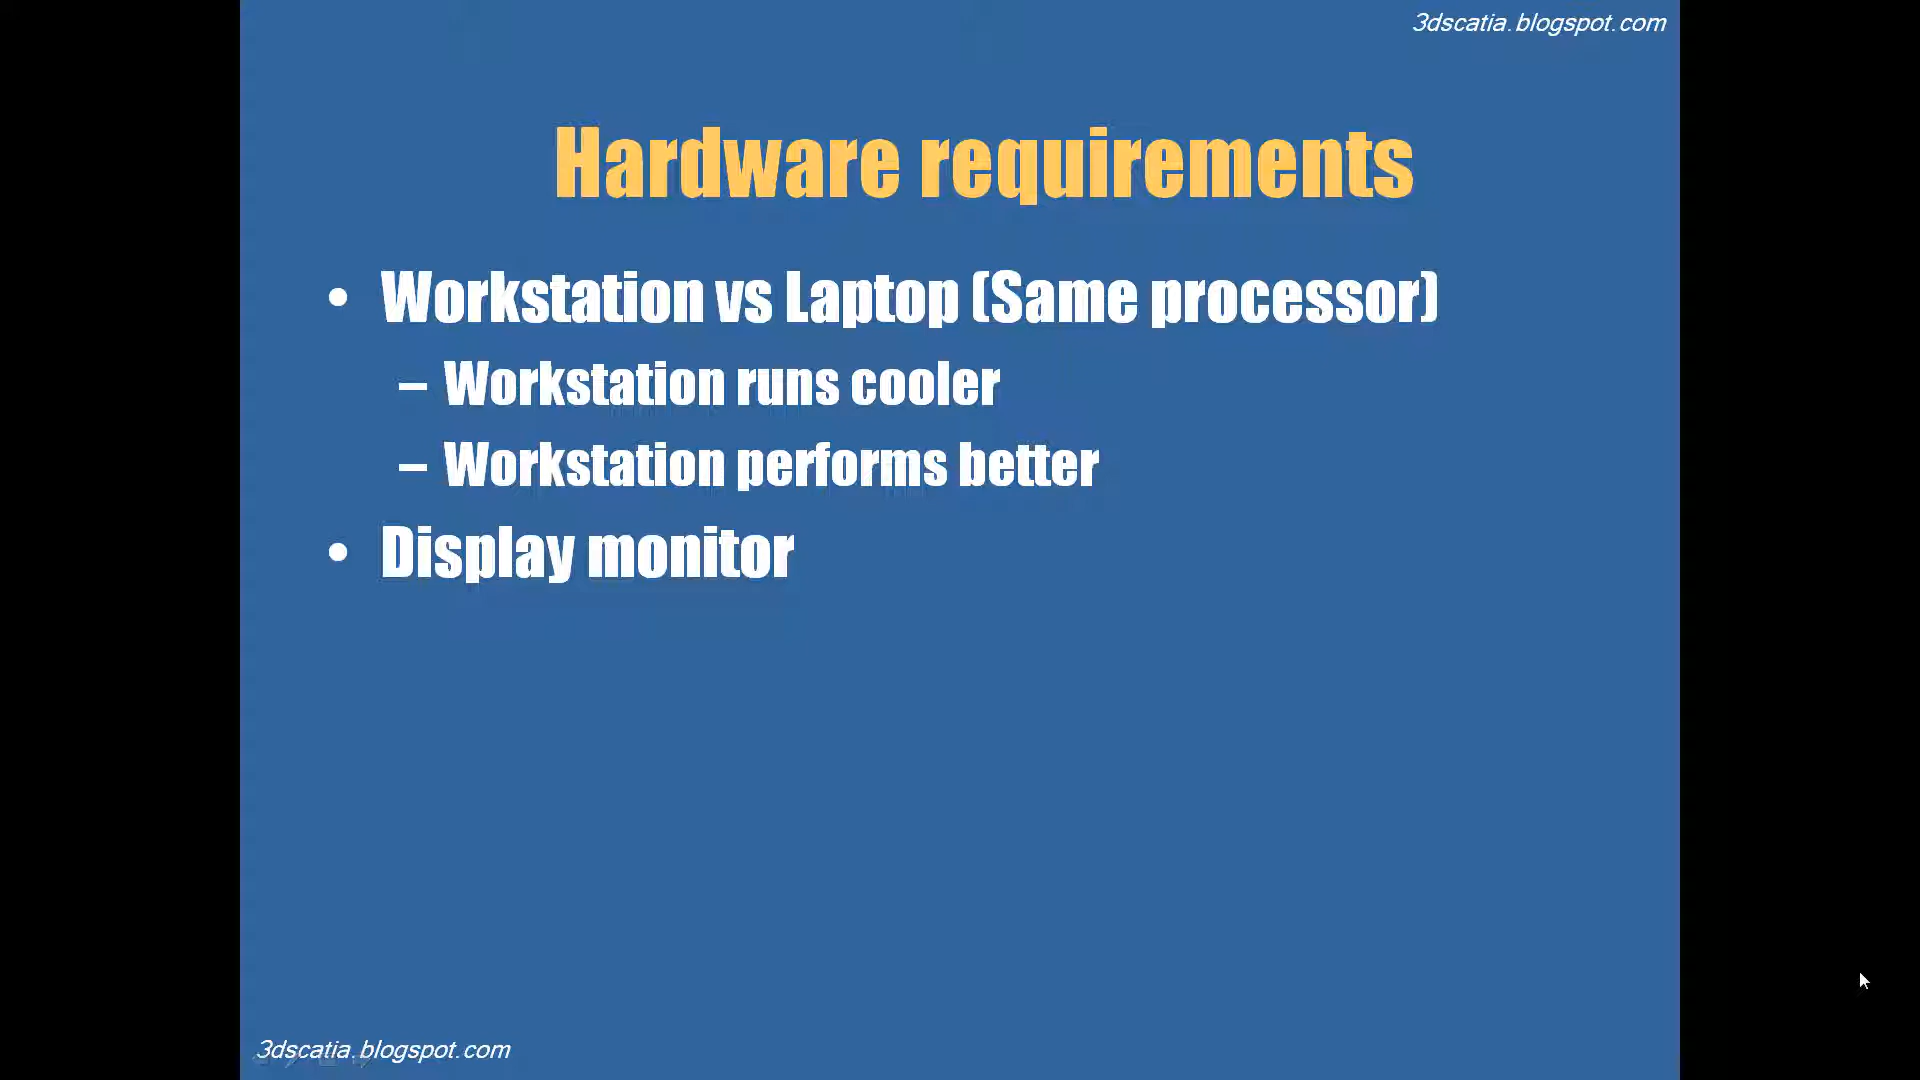 3dscatia.blogspot.com
Hardware requirements
• Workstation vs Laptop (Same processor)
– Workstation runs cooler
– Workstation performs better
• Display monitor
3dscatia.blogspot.com